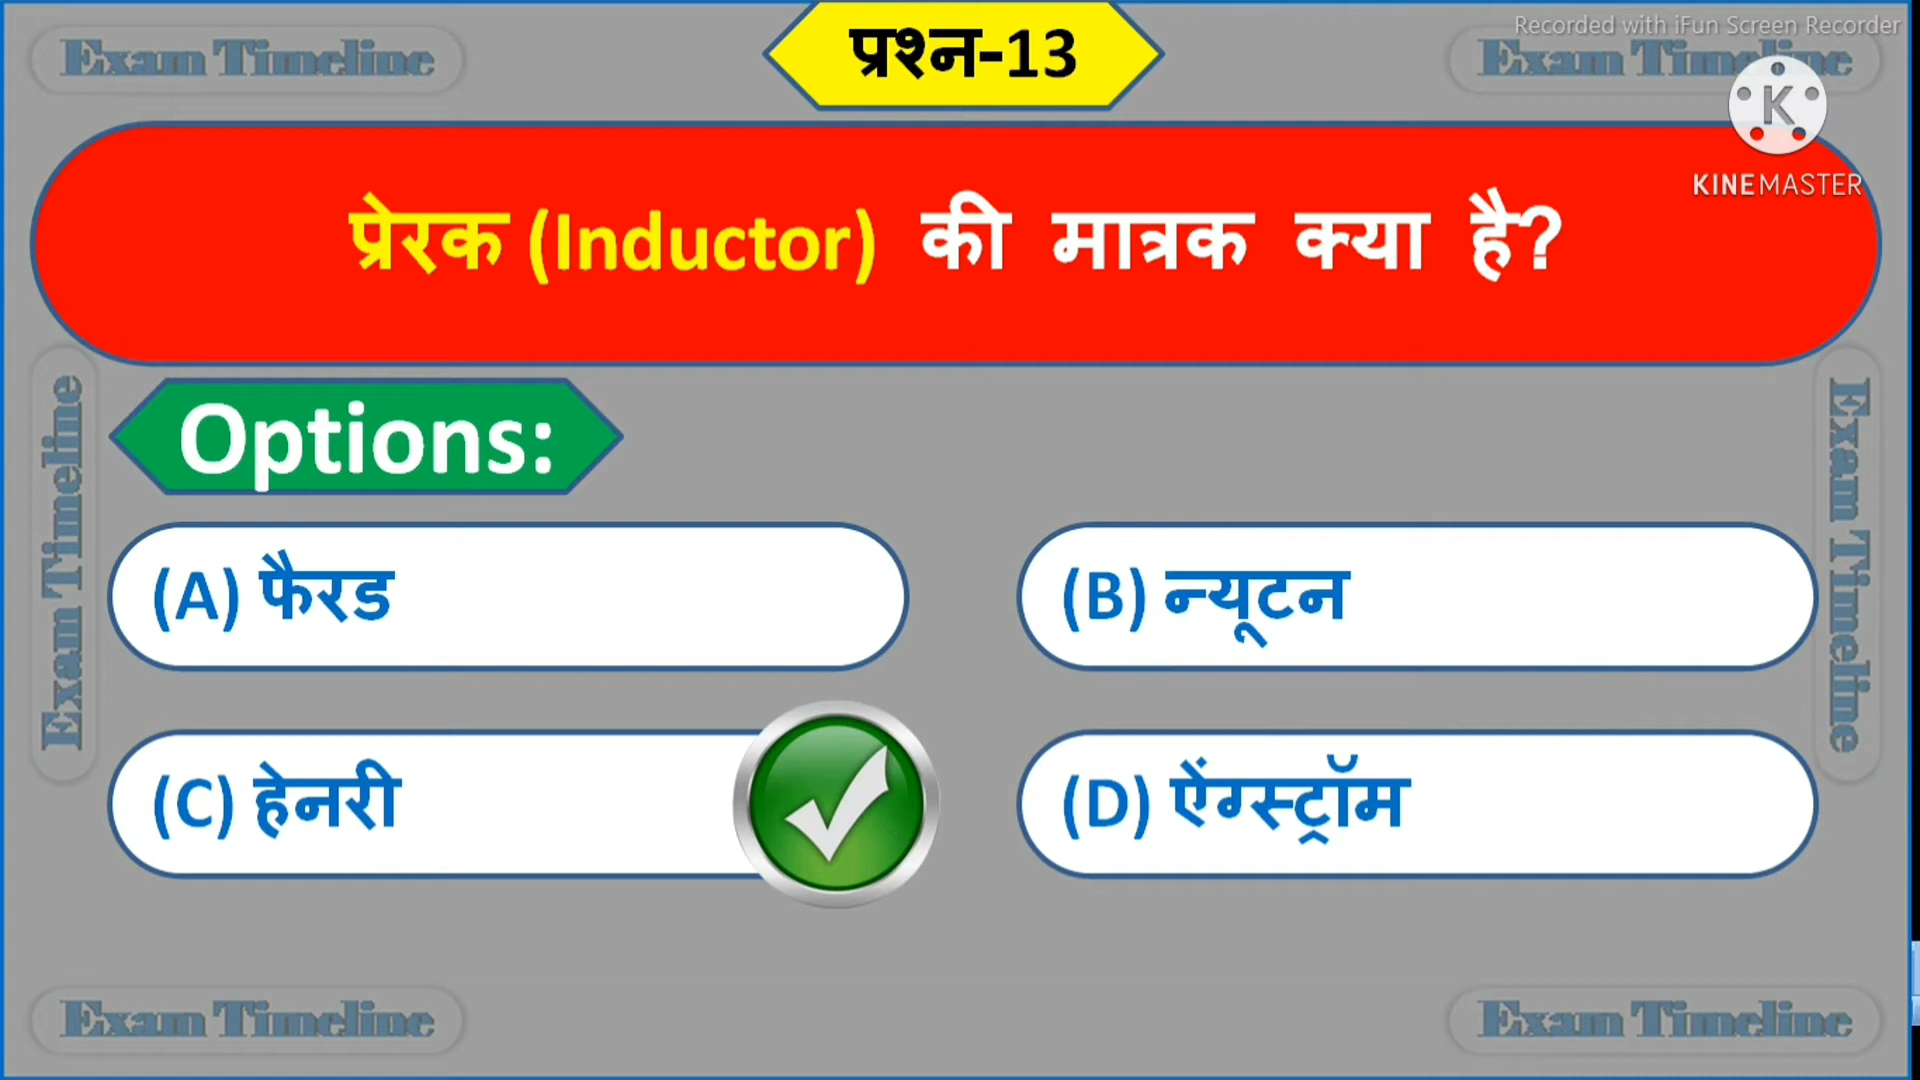 Recorded with iFun Screen Recorder
Exam Timeline
प्रश्न-13
Exam Timeline
K
KINEMASTER
प्रेरक (Inductor) की मात्रक क्या है?
Exam Timeline
Exam Timeline
Options:
(A) फैरड
(B) न्यूटन
(C) हेनरी
(D) ऐंग्स्ट्रॉम
Exam Timeline
Exam Timeline